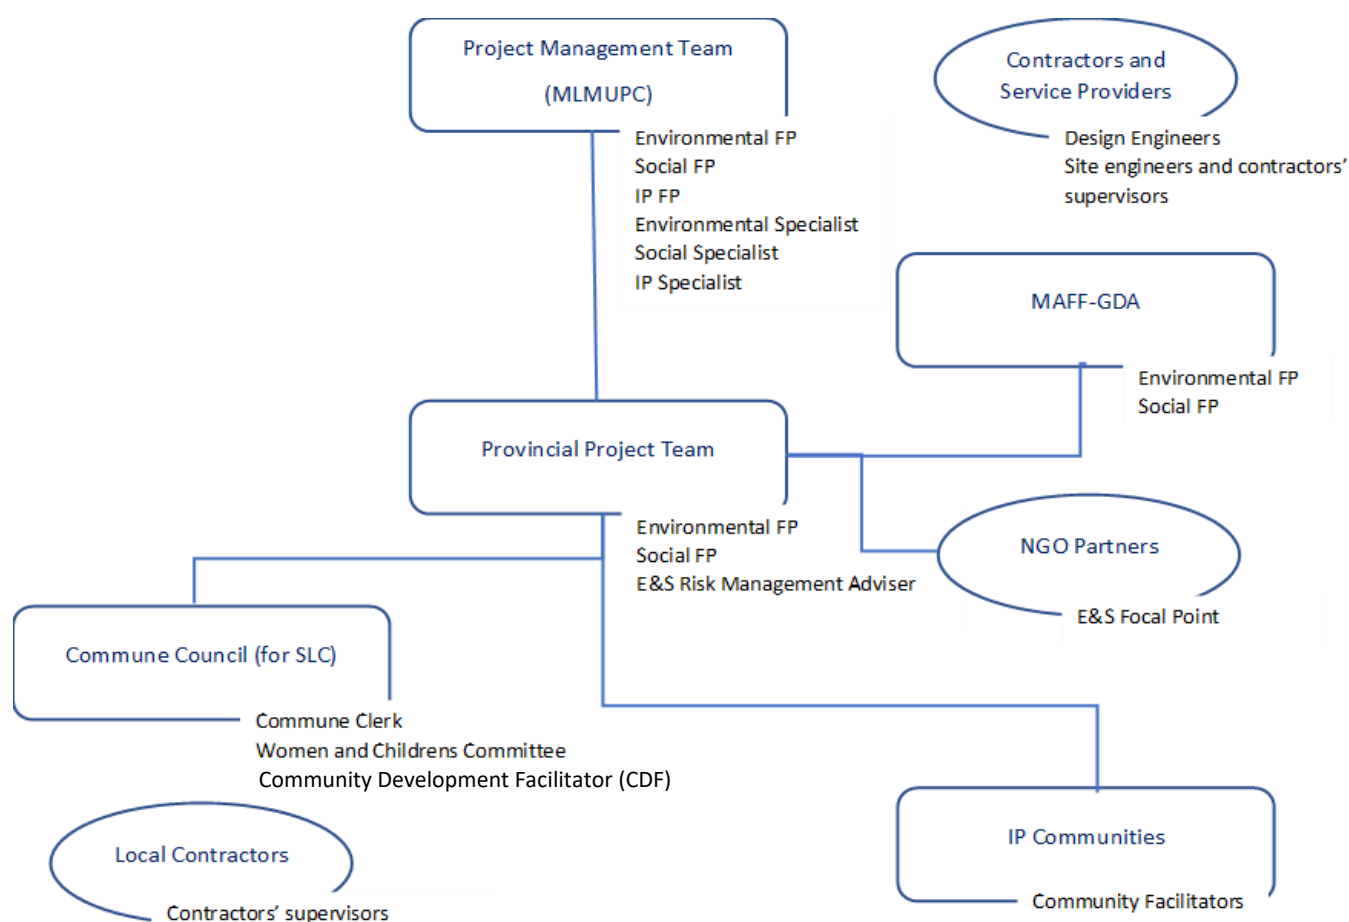 Project Management Team
(MLMUPC)
Environmental FP
Social FP
IP FP
Environmental Specialist
Social Specialist
IP Specialist
Contractors and
Service Providers
Design Engineers
Site engineers and contractors'
supervisors
MAFF-GDA
Environmental FP
Social FP
Provincial Project Team
Environmental FP
Social FP
E&S Risk Management Adviser
NGO Partners
E&S Focal Point
Commune Council (for SLC)
Commune Clerk
Women and Childrens Committee
Community Development Facilitator (CDF)
Local Contractors
Contractors' supervisors
IP Communities
Community Facilitators